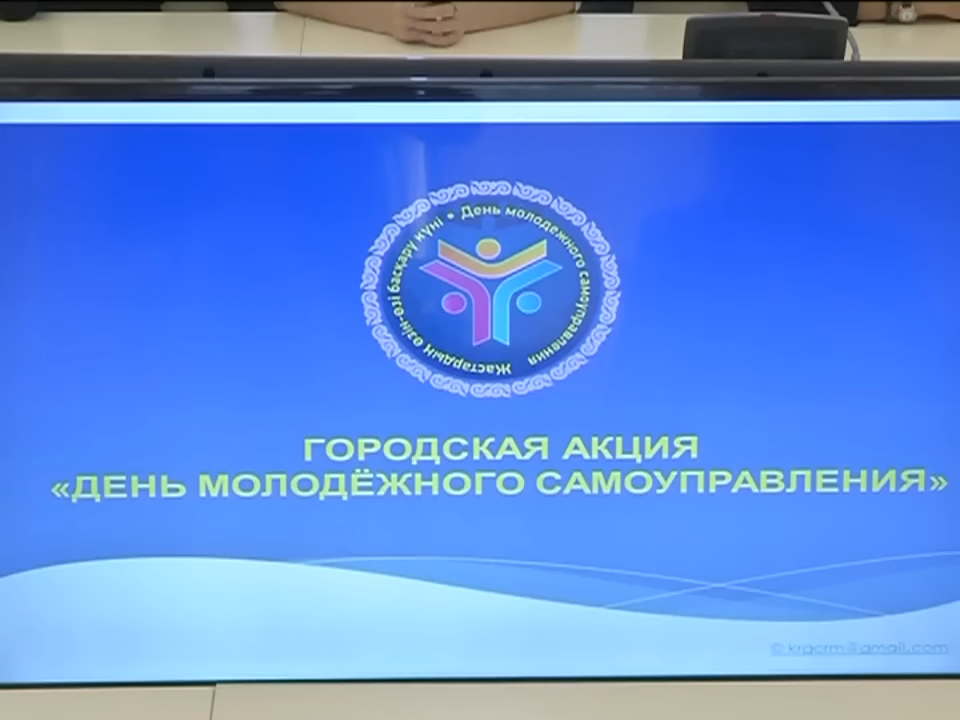 Жастардың өзін-өзі басқару күні • День молодежного самоуправления
ГОРОДСКАЯ АКЦИЯ
«ДЕНЬ МОЛОДЁЖНОГО САМОУПРАВЛЕНИЯ»